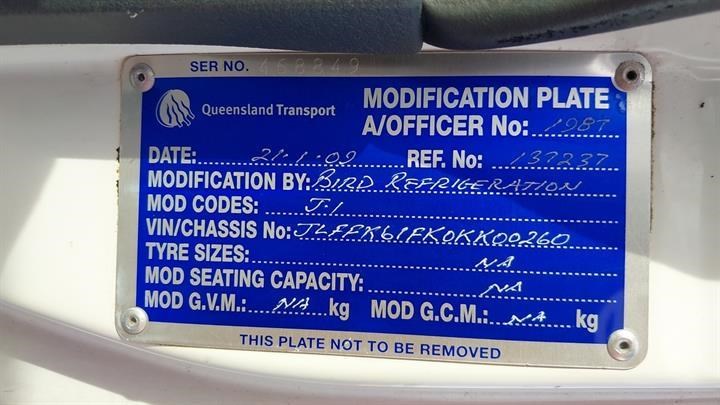 SER NO. 468849
Queensland Transport
MODIFICATION PLATE
A/OFFICER No: 1987
DATE: 21.1.09 REF. No: 137237
MODIFICATION BY: BIRD REFRIGERATION
MOD CODES: J.1
VIN/CHASSIS No: JLFFK61FK0KK00260
TYRE SIZES: NA
MOD SEATING CAPACITY: NA
MOD G.V.M.: NA kg MOD G.C.M.: NA kg
THIS PLATE NOT TO BE REMOVED